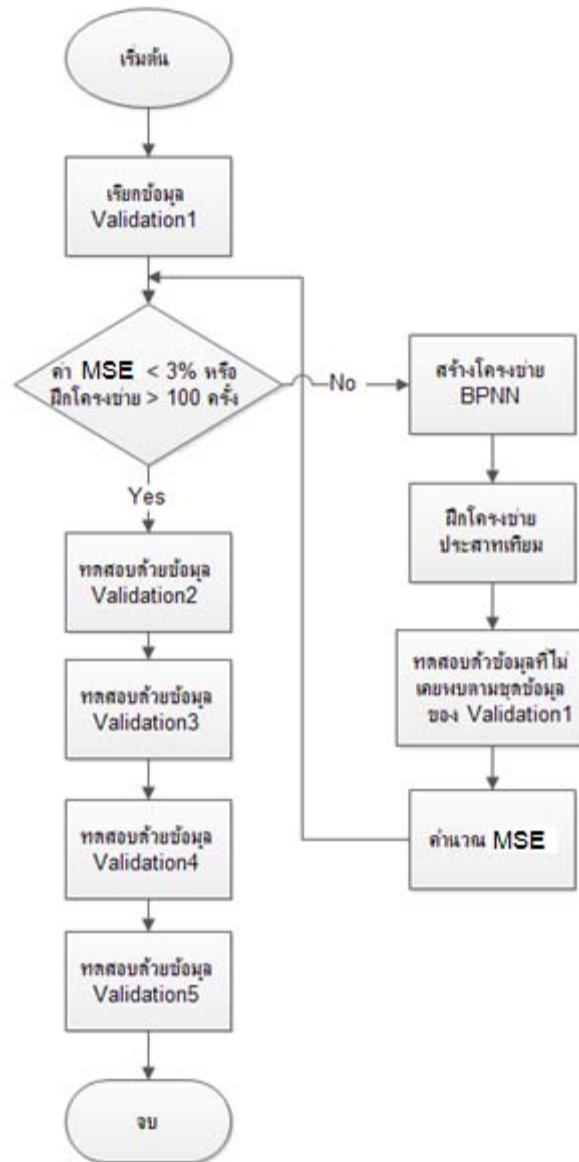 เริ่มต้น
เรียกข้อมูล
Validation1
ค่า MSE < 3% หรือ
ฝึกโครงข่าย > 100 ครั้ง
No
สร้างโครงข่าย
BPNN
ฝึกโครงข่าย
ประสาทเทียม
ทดสอบตัวข้อมูลที่ไม่
เคยพบตามชุดข้อมูล
ของ Validation1
คำนวณ MSE
Yes
ทดสอบด้วยข้อมูล
Validation2
ทดสอบด้วยข้อมูล
Validation3
ทดสอบด้วยข้อมูล
Validation4
ทดสอบด้วยข้อมูล
Validation5
จบ